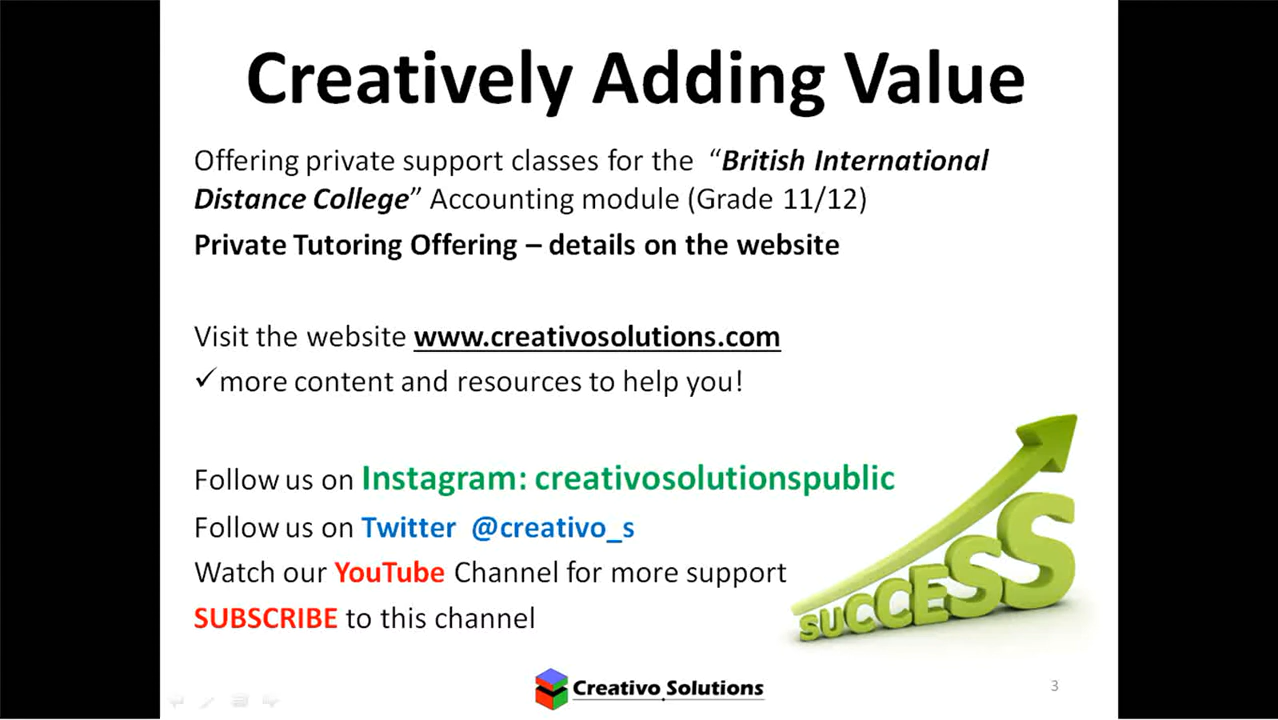 Creatively Adding Value
Offering private support classes for the “British International
Distance College” Accounting module (Grade 11/12)
Private Tutoring Offering – details on the website
Visit the website www.creativosolutions.com
✓more content and resources to help you!
Follow us on Instagram: creativosolutionspublic
Follow us on Twitter @creativo_s
Watch our YouTube Channel for more support
SUBSCRIBE to this channel
SUCCESS
Creativo Solutions
3